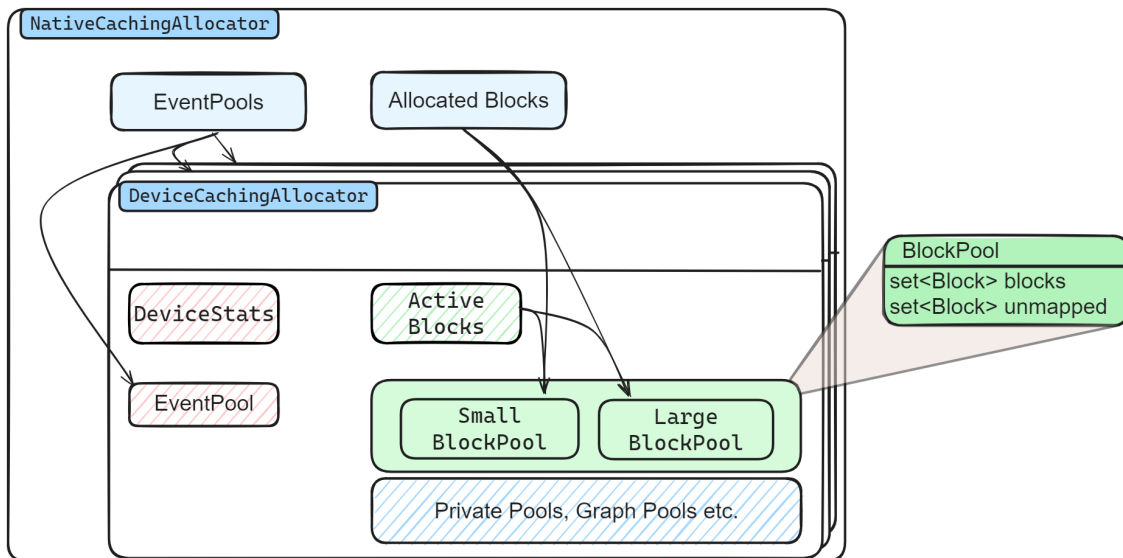 NativeCachingAllocator
EventPools
Allocated Blocks
DeviceCachingAllocator
BlockPool
set<Block> blocks
set<Block> unmapped
DeviceStats
Active
Blocks
EventPool
Small
BlockPool
Large
BlockPool
Private Pools, Graph Pools etc.